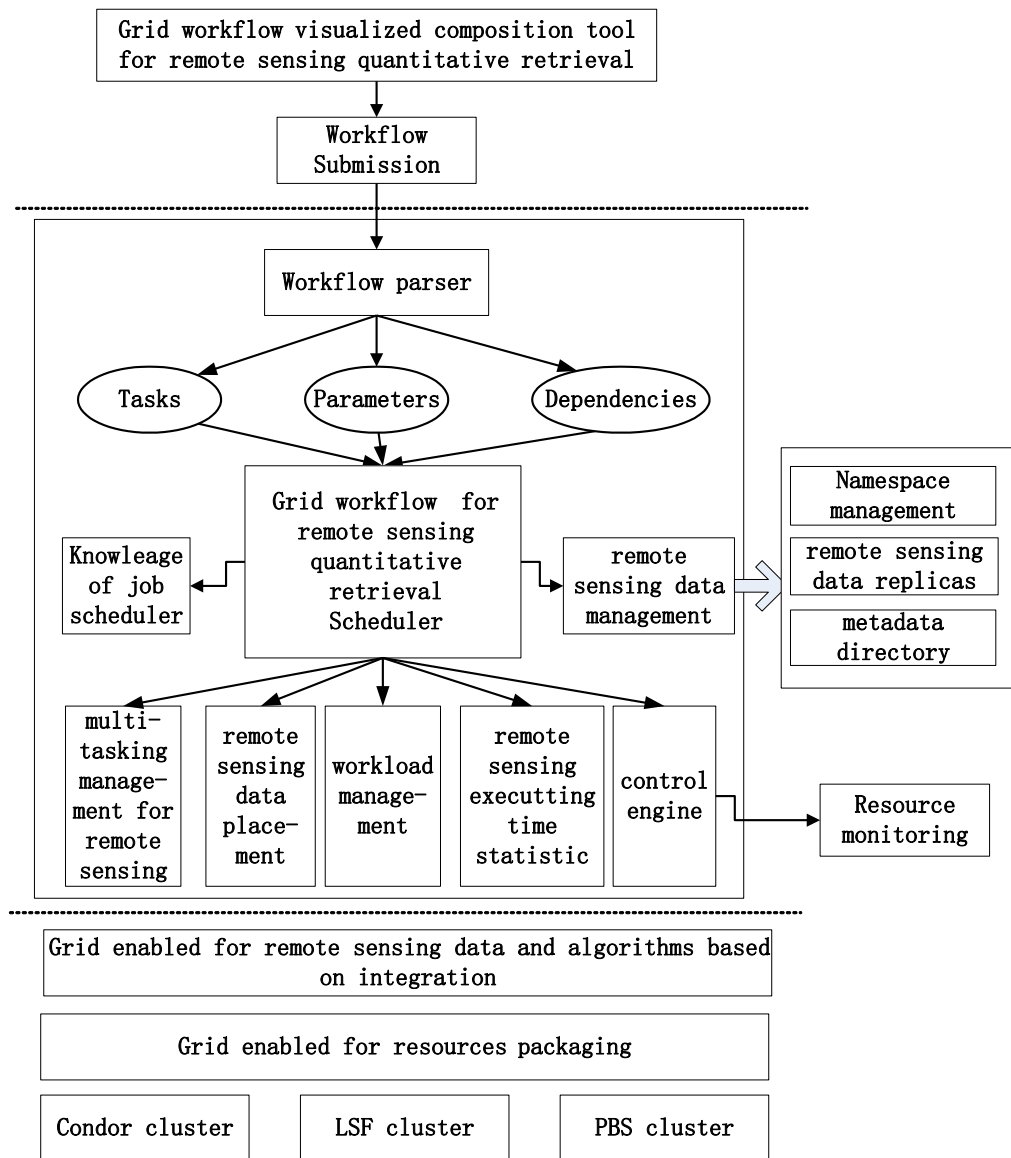 Grid workflow visualized composition tool
for remote sensing quantitative retrieval
Workflow
Submission
Workflow parser
Tasks
Parameters
Dependencies
Grid workflow for
remote sensing
quantitative
retrieval
Scheduler
Knowleage
of job
scheduler
remote
sensing data
management
Namespace
management
remote sensing
data replicas
metadata
directory
multi-
tasking
manage-
ment for
remote
sensing
remote
sensing
data
place-
ment
workload
manage-
ment
remote
sensing
executting
time
statistic
control
engine
Resource
monitoring
Grid enabled for remote sensing data and algorithms based
on integration
Grid enabled for resources packaging
Condor cluster
LSF cluster
PBS cluster